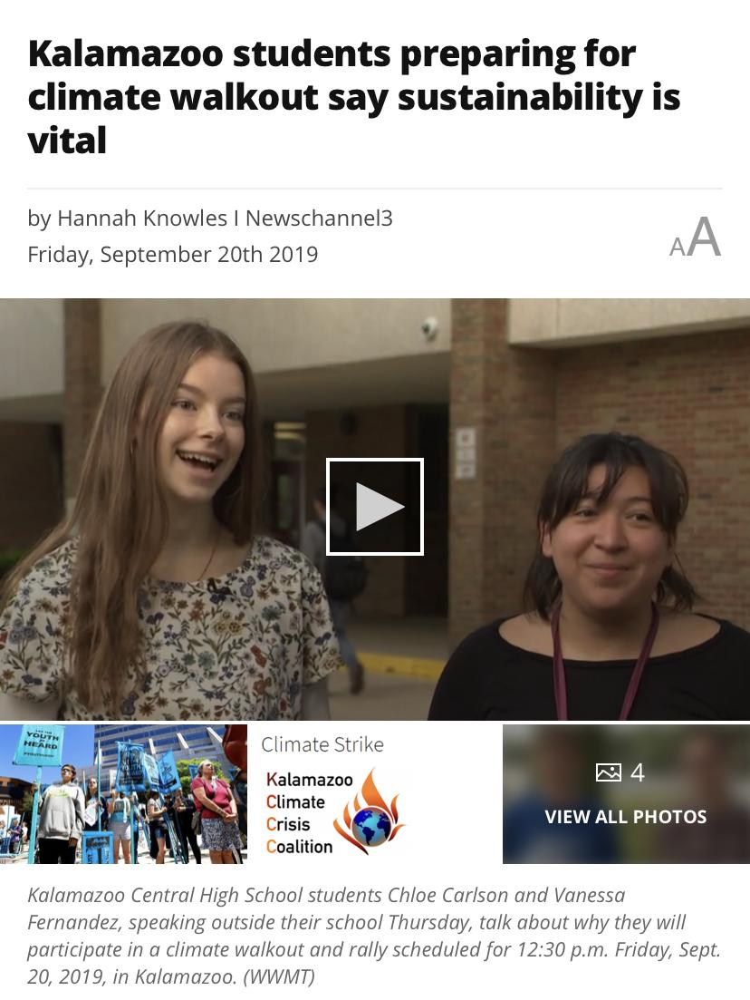 Kalamazoo students preparing for
climate walkout say sustainability is
vital
by Hannah Knowles I Newschannel3
Friday, September 20th 2019
AA
YOUTH
HEARD
Climate Strike
Kalamazoo
Climate
Crisis
Coalition
4
VIEW ALL PHOTOS
Kalamazoo Central High School students Chloe Carlson and Vanessa
Fernandez, speaking outside their school Thursday, talk about why they will
participate in a climate walkout and rally scheduled for 12:30 p.m. Friday, Sept.
20, 2019, in Kalamazoo. (WWMT)